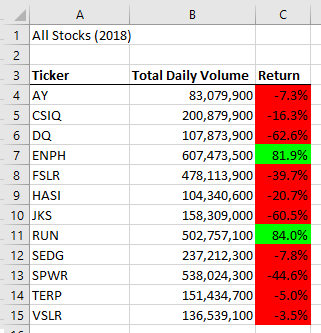 A B C
1 All Stocks (2018)
2
3 Ticker Total Daily Volume Return
4 AY 83,079,900 -7.3%
5 CSIQ 200,879,900 -16.3%
6 DQ 107,873,900 -62.6%
7 ENPH 607,473,500 81.9%
8 FSLR 478,113,900 -39.7%
9 HASI 104,340,600 -20.7%
10 JKS 158,309,000 -60.5%
11 RUN 502,757,100 84.0%
12 SEDG 237,212,300 -7.8%
13 SPWR 538,024,300 -44.6%
14 TERP 151,434,700 -5.0%
15 VSLR 136,539,100 -3.5%